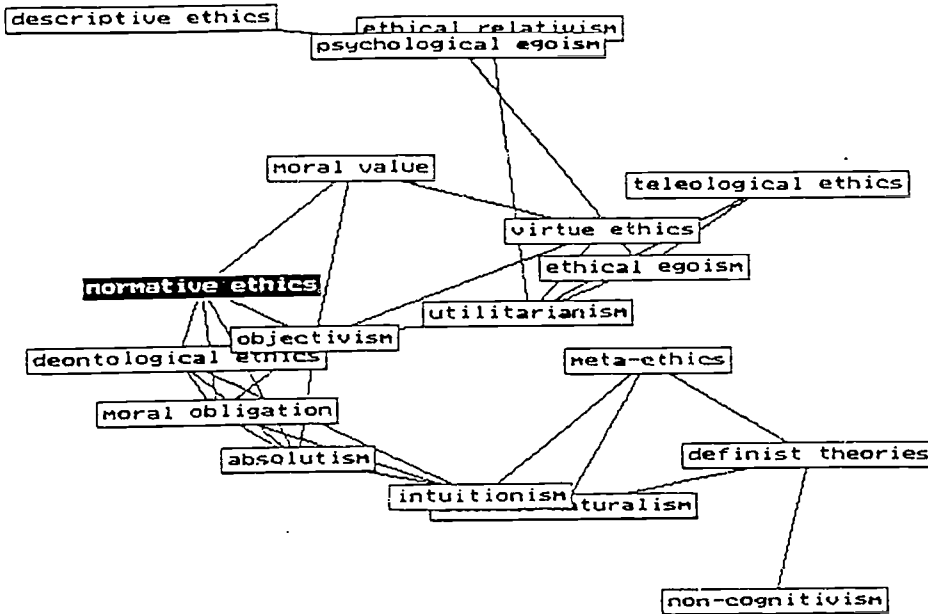 descriptive ethics
ethical relativism
psychological egoism
moral value
teleological ethics
virtue ethics
ethical egoism
normative ethics
utilitarianism
objectivism
deontological ethics
meta-ethics
moral obligation
absolutism
definist theories
intuitionism
non-cognitivism